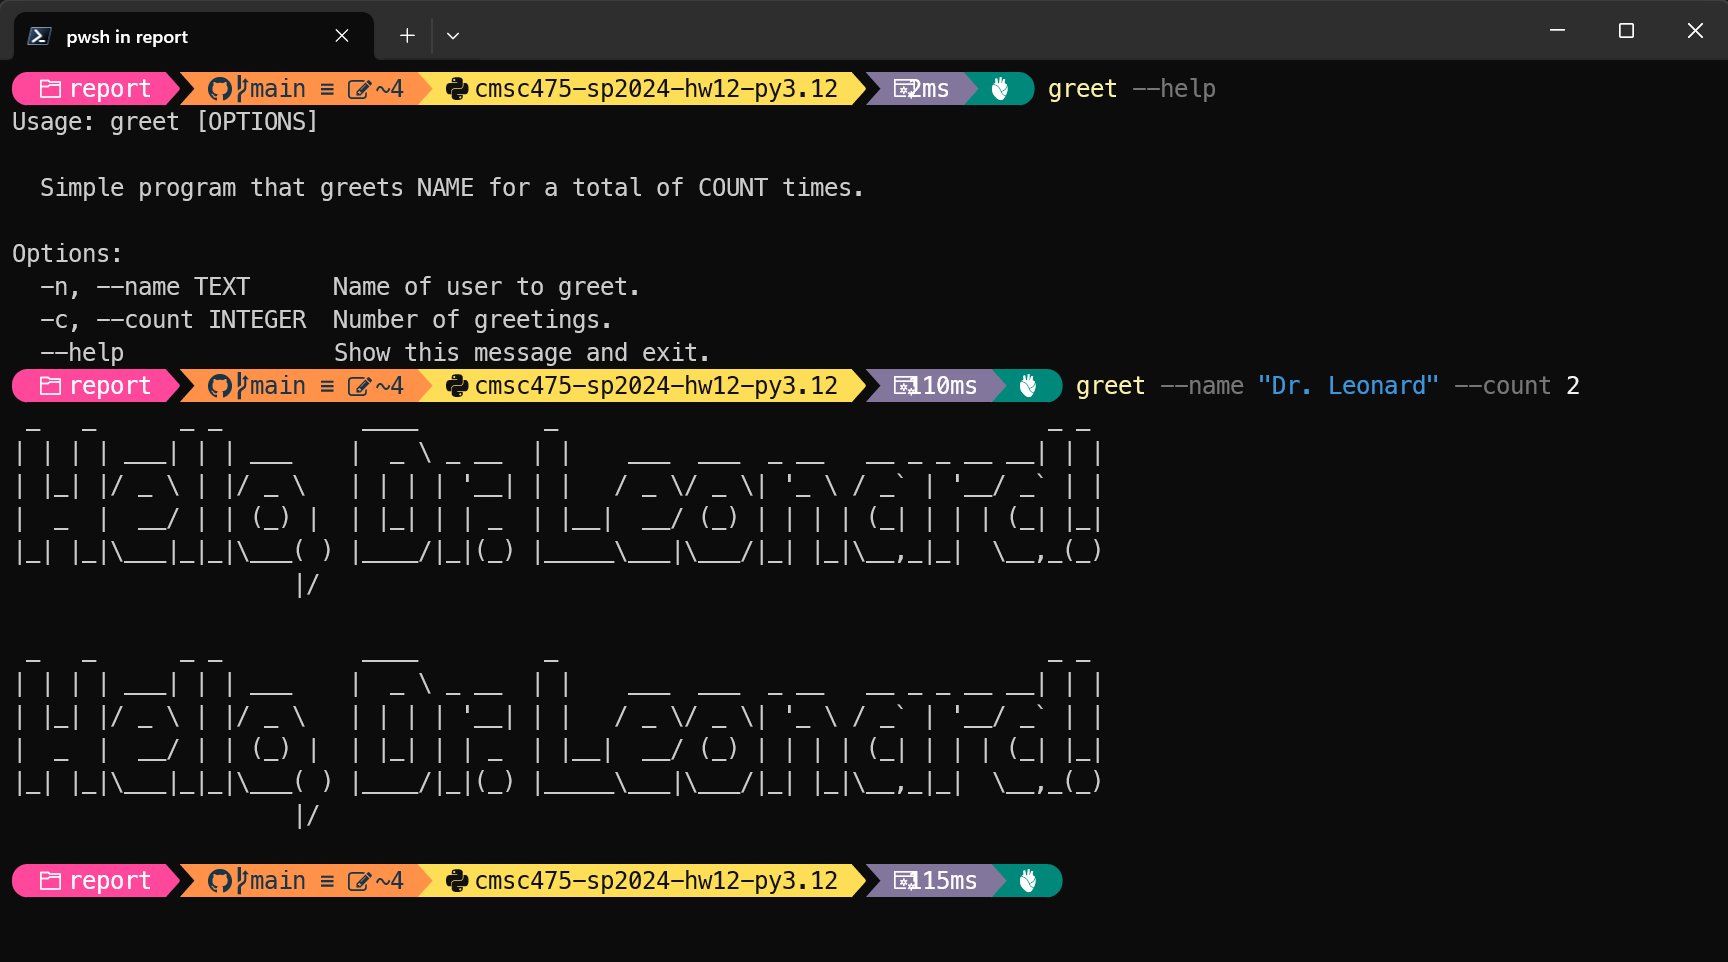 pwsh in report
report main ≡ ~4 cmsc475-sp2024-hw12-py3.12 2ms greet --help
Usage: greet [OPTIONS]
Simple program that greets NAME for a total of COUNT times.
Options:
-n, --name TEXT Name of user to greet.
-c, --count INTEGER Number of greetings.
--help Show this message and exit.
report main ≡ ~4 cmsc475-sp2024-hw12-py3.12 110ms greet --name "Dr. Leonard" --count 2
Hello, Dr. Leonard!
Hello, Dr. Leonard!
report main ≡ ~4 cmsc475-sp2024-hw12-py3.12 115ms